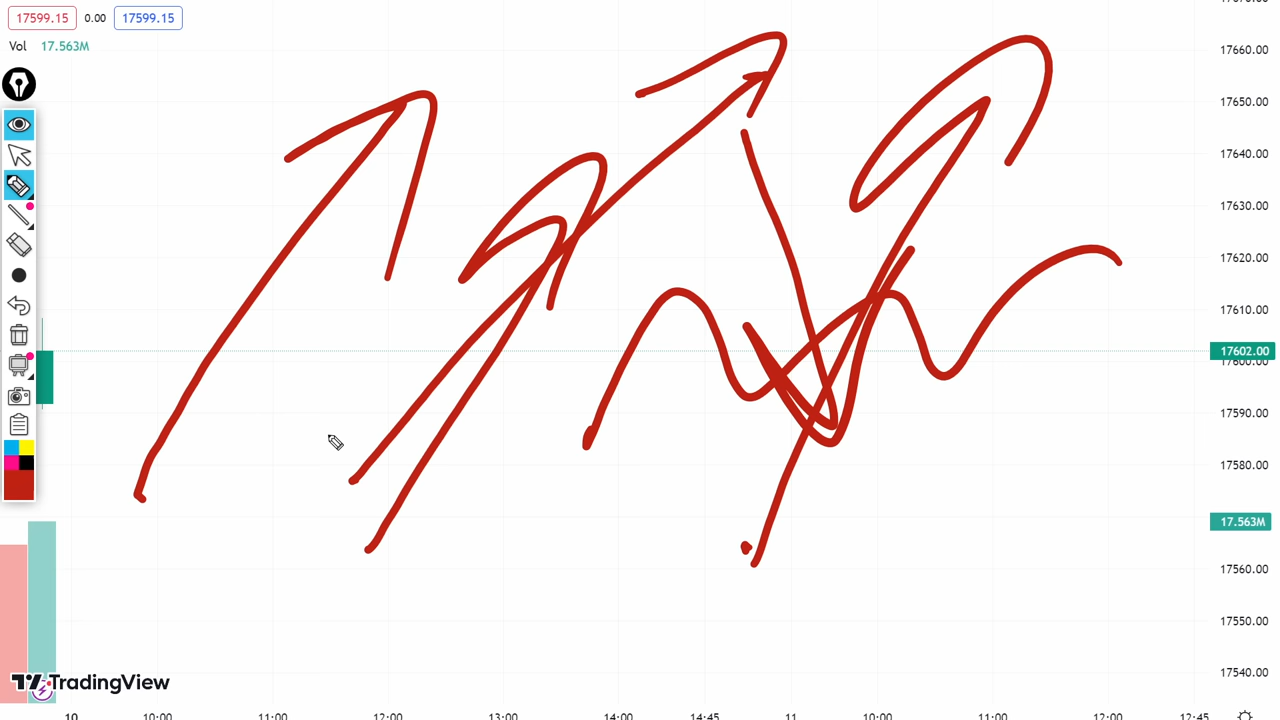 17599.15 0.00 17599.15
Vol 17.563M
17660.00
17650.00
17640.00
17630.00
17620.00
17610.00
17602.00
17600.00
17590.00
17580.00
17.563M
17560.00
17550.00
17540.00
TradingView
10 10:00 11:00 12:00 13:00 14:00 14:45 11 10:00 11:00 12:00 12:45